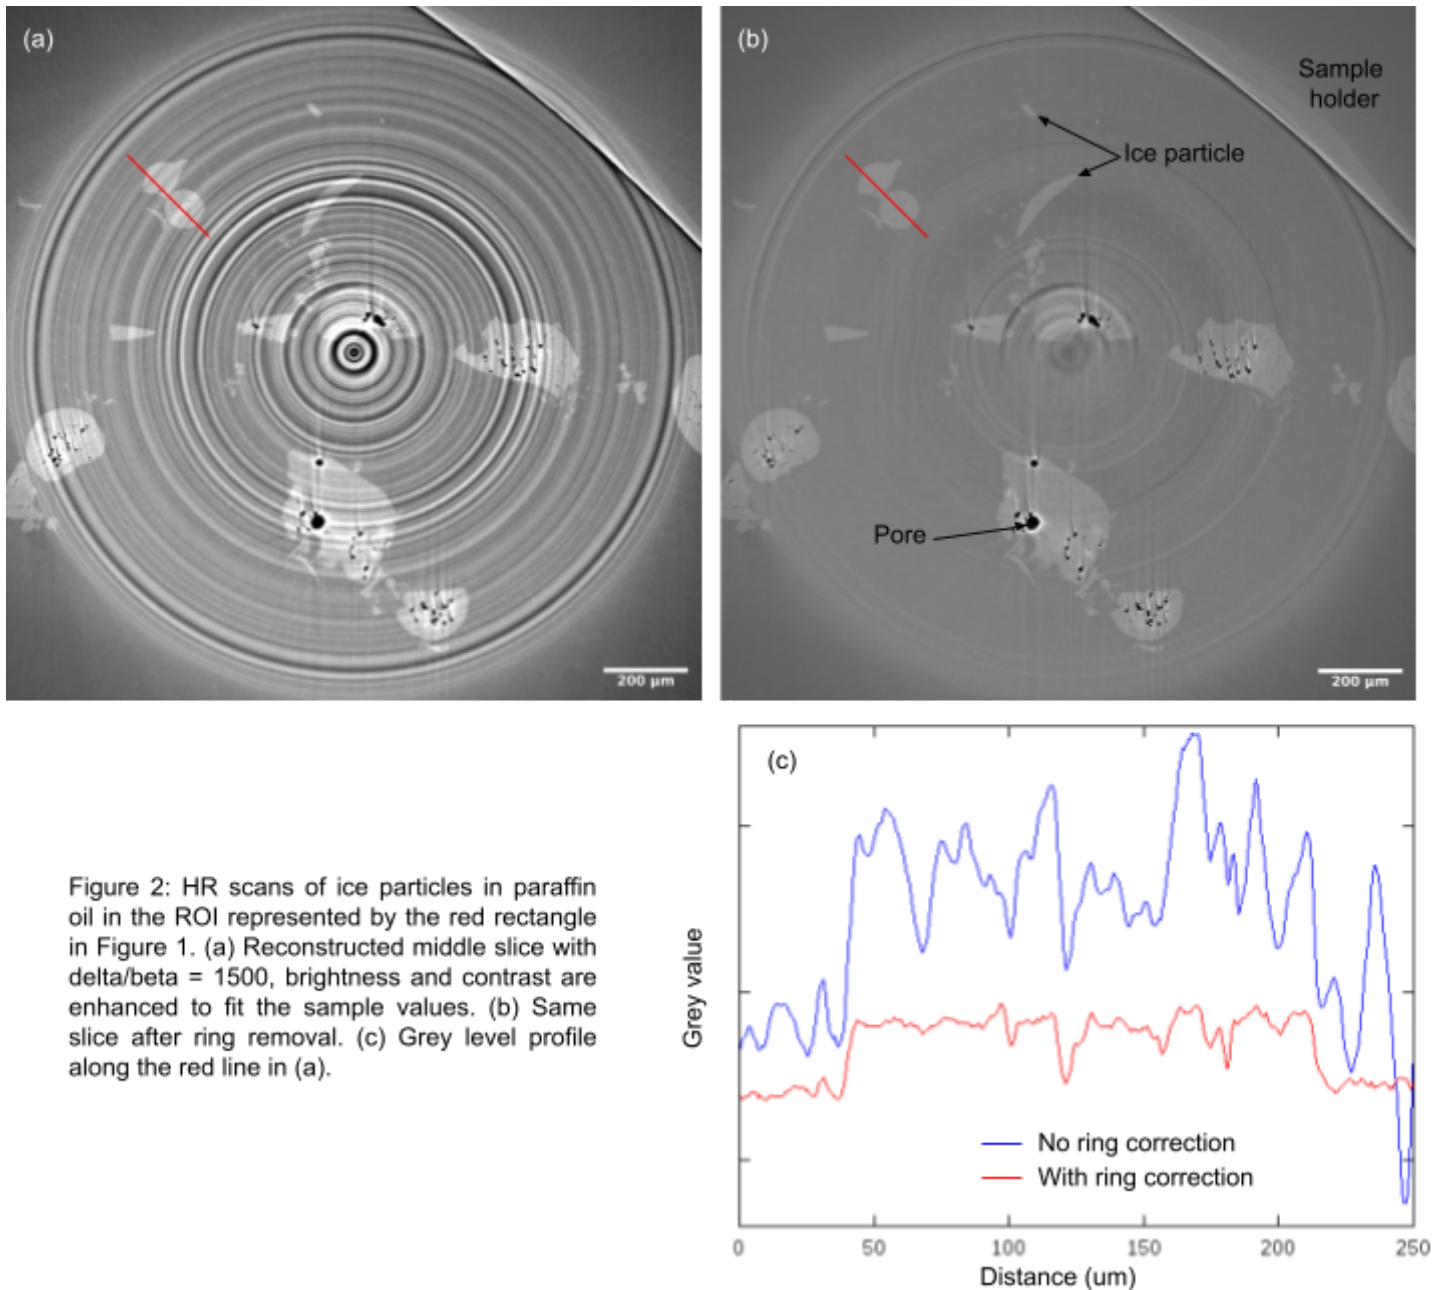 (a)
200 µm
(b)
Sample
holder
Ice particle
Pore
200 µm
Figure 2: HR scans of ice particles in paraffin
oil in the ROI represented by the red rectangle
in Figure 1. (a) Reconstructed middle slice with
delta/beta = 1500, brightness and contrast are
enhanced to fit the sample values. (b) Same
slice after ring removal. (c) Grey level profile
along the red line in (a).
(c)
Grey value
No ring correction
With ring correction
0 50 100 150 200 250
Distance (um)